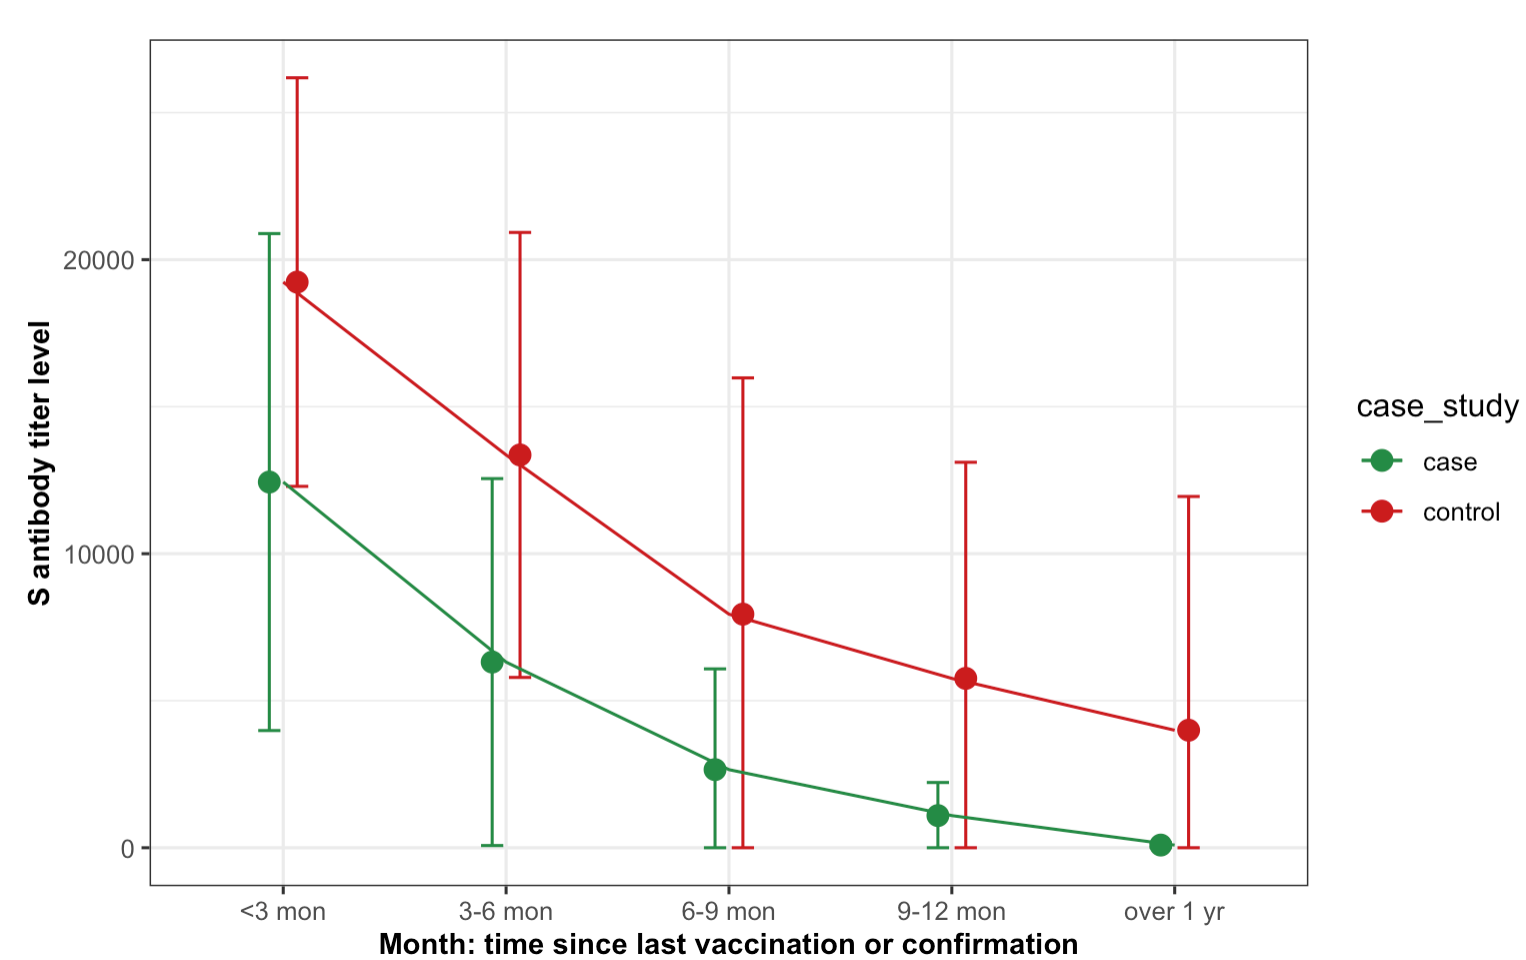 S antibody titer level
20000
10000
0
<3 mon
3-6 mon
6-9 mon
9-12 mon
over 1 yr
Month: time since last vaccination or confirmation
case_study
case
control